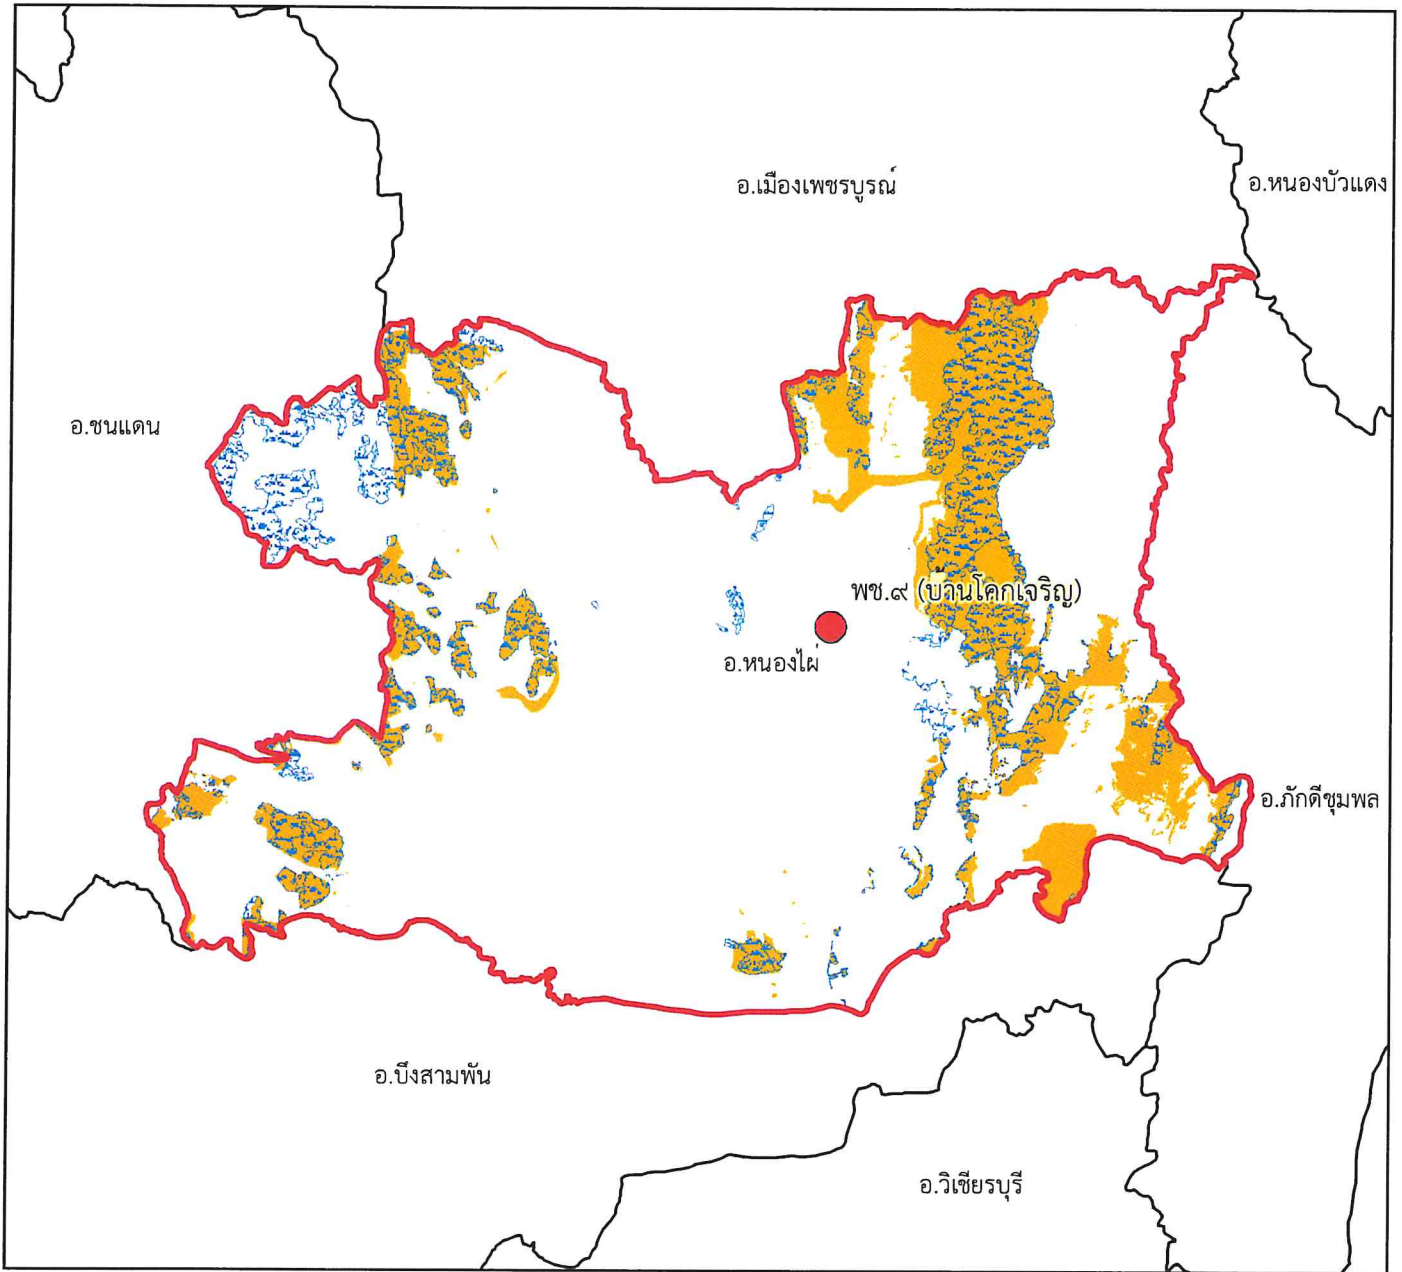 อ.เมืองเพชรบูรณ์
อ.หนองบัวแดง
อ.ชนแดน
พช.๙ (บ้านโคกเจริญ)
อ.หนองไผ่
อ.ภักดีชุมพล
อ.บึงสามพัน
อ.วิเชียรบุรี